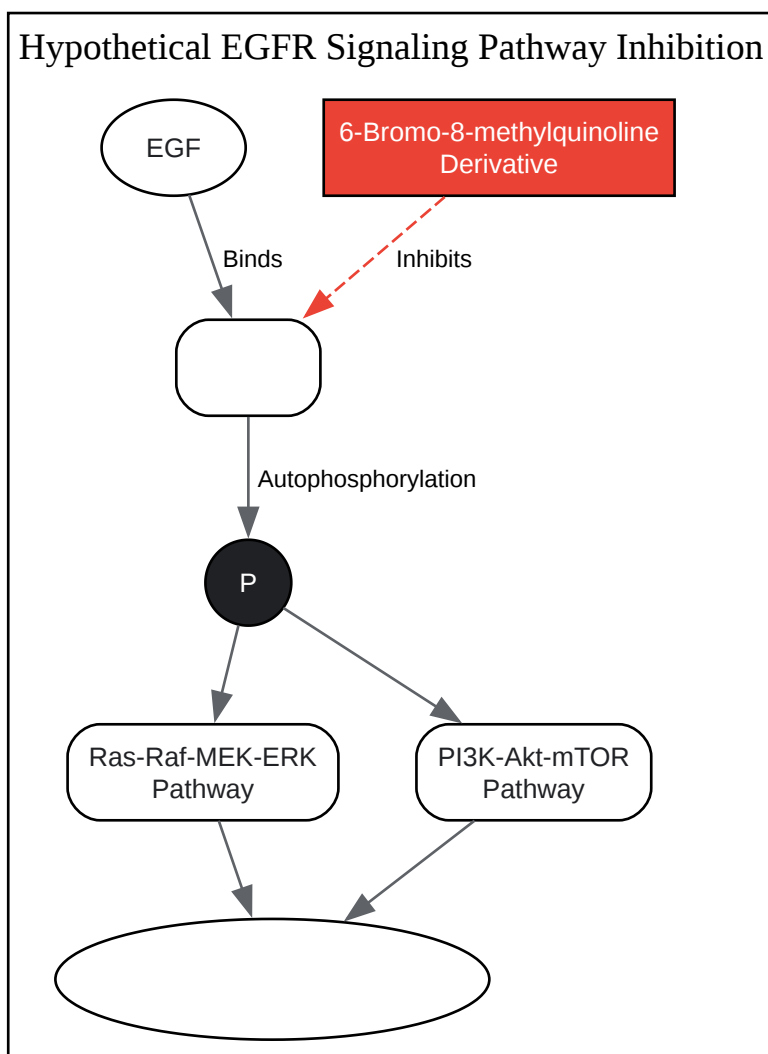 Hypothetical EGFR Signaling Pathway Inhibition
EGF
6-Bromo-8-methylquinoline
Derivative
Binds
Inhibits
Autophosphorylation
P
Ras-Raf-MEK-ERK
Pathway
PI3K-Akt-mTOR
Pathway